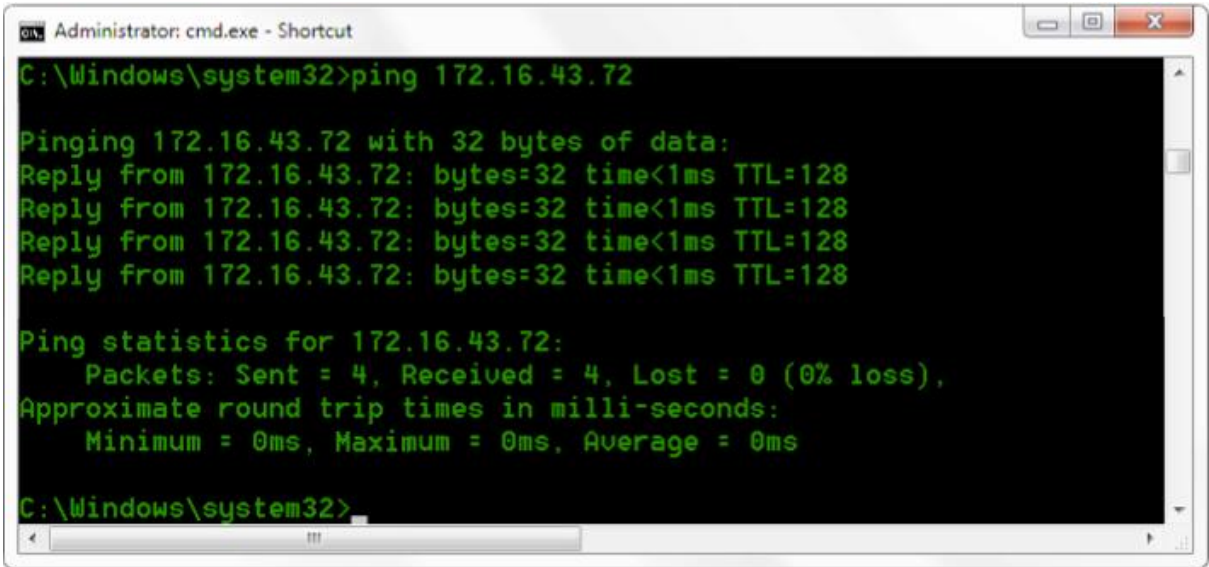 Administrator: cmd.exe - Shortcut
C:\Windows\system32>ping 172.16.43.72
Pinging 172.16.43.72 with 32 bytes of data:
Reply from 172.16.43.72: bytes=32 time<1ms TTL=128
Reply from 172.16.43.72: bytes=32 time<1ms TTL=128
Reply from 172.16.43.72: bytes=32 time<1ms TTL=128
Reply from 172.16.43.72: bytes=32 time<1ms TTL=128
Ping statistics for 172.16.43.72:
    Packets: Sent = 4, Received = 4, Lost = 0 (0% loss),
Approximate round trip times in milli-seconds:
    Minimum = 0ms, Maximum = 0ms, Average = 0ms
C:\Windows\system32>_